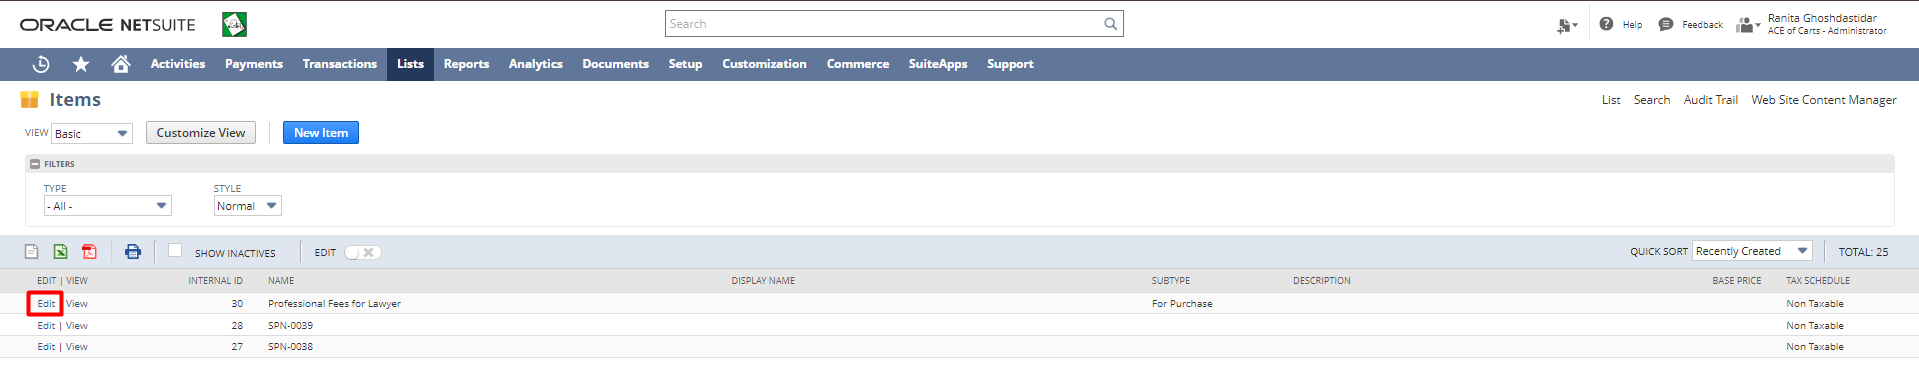 ORACLE NETSUITE
Search
Help
Feedback
Ranita Ghoshdastidar
ACE of Carts - Administrator
Activities Payments Transactions Lists Reports Analytics Documents Setup Customization Commerce SuiteApps Support
Items
List Search Audit Trail Web Site Content Manager
VIEW Basic Customize View New Item
FILTERS
TYPE STYLE
- All - Normal
SHOW INACTIVES EDIT QUICK SORT Recently Created TOTAL: 25
EDIT | VIEW INTERNAL ID NAME DISPLAY NAME SUBTYPE DESCRIPTION BASE PRICE TAX SCHEDULE
Edit | View 30 Professional Fees for Lawyer For Purchase Non Taxable
Edit | View 28 SPN-0039 Non Taxable
Edit | View 27 SPN-0038 Non Taxable